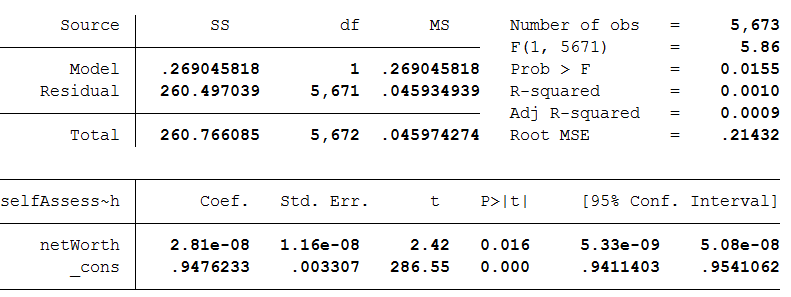 Source SS df MS Number of obs = 5,673
F(1, 5671) = 5.86
Model .269045818 1 .269045818 Prob > F = 0.0155
Residual 260.497039 5,671 .045934939 R-squared = 0.0010
Adj R-squared = 0.0009
Total 260.766085 5,672 .045974274 Root MSE = .21432
selfAssess~h Coef. Std. Err. t P>|t| [95% Conf. Interval]
netWorth 2.81e-08 1.16e-08 2.42 0.016 5.33e-09 5.08e-08
_cons .9476233 .003307 286.55 0.000 .9411403 .9541062